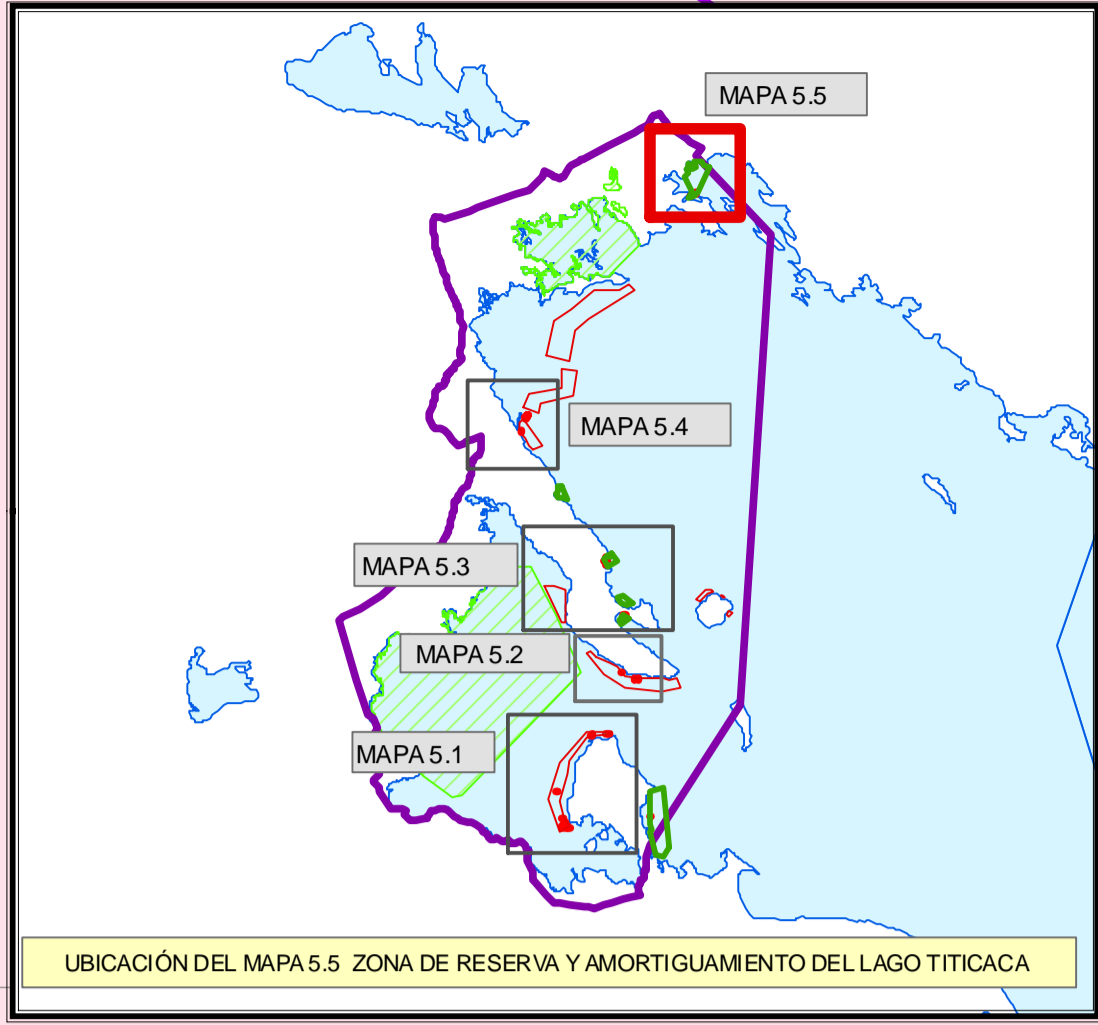 MAPA 5.5
MAPA 5.4
MAPA 5.3
MAPA 5.2
MAPA 5.1
UBICACIÓN DEL MAPA 5.5 ZONA DE RESERVA Y AMORTIGUAMIENTO DEL LAGO TITICACA